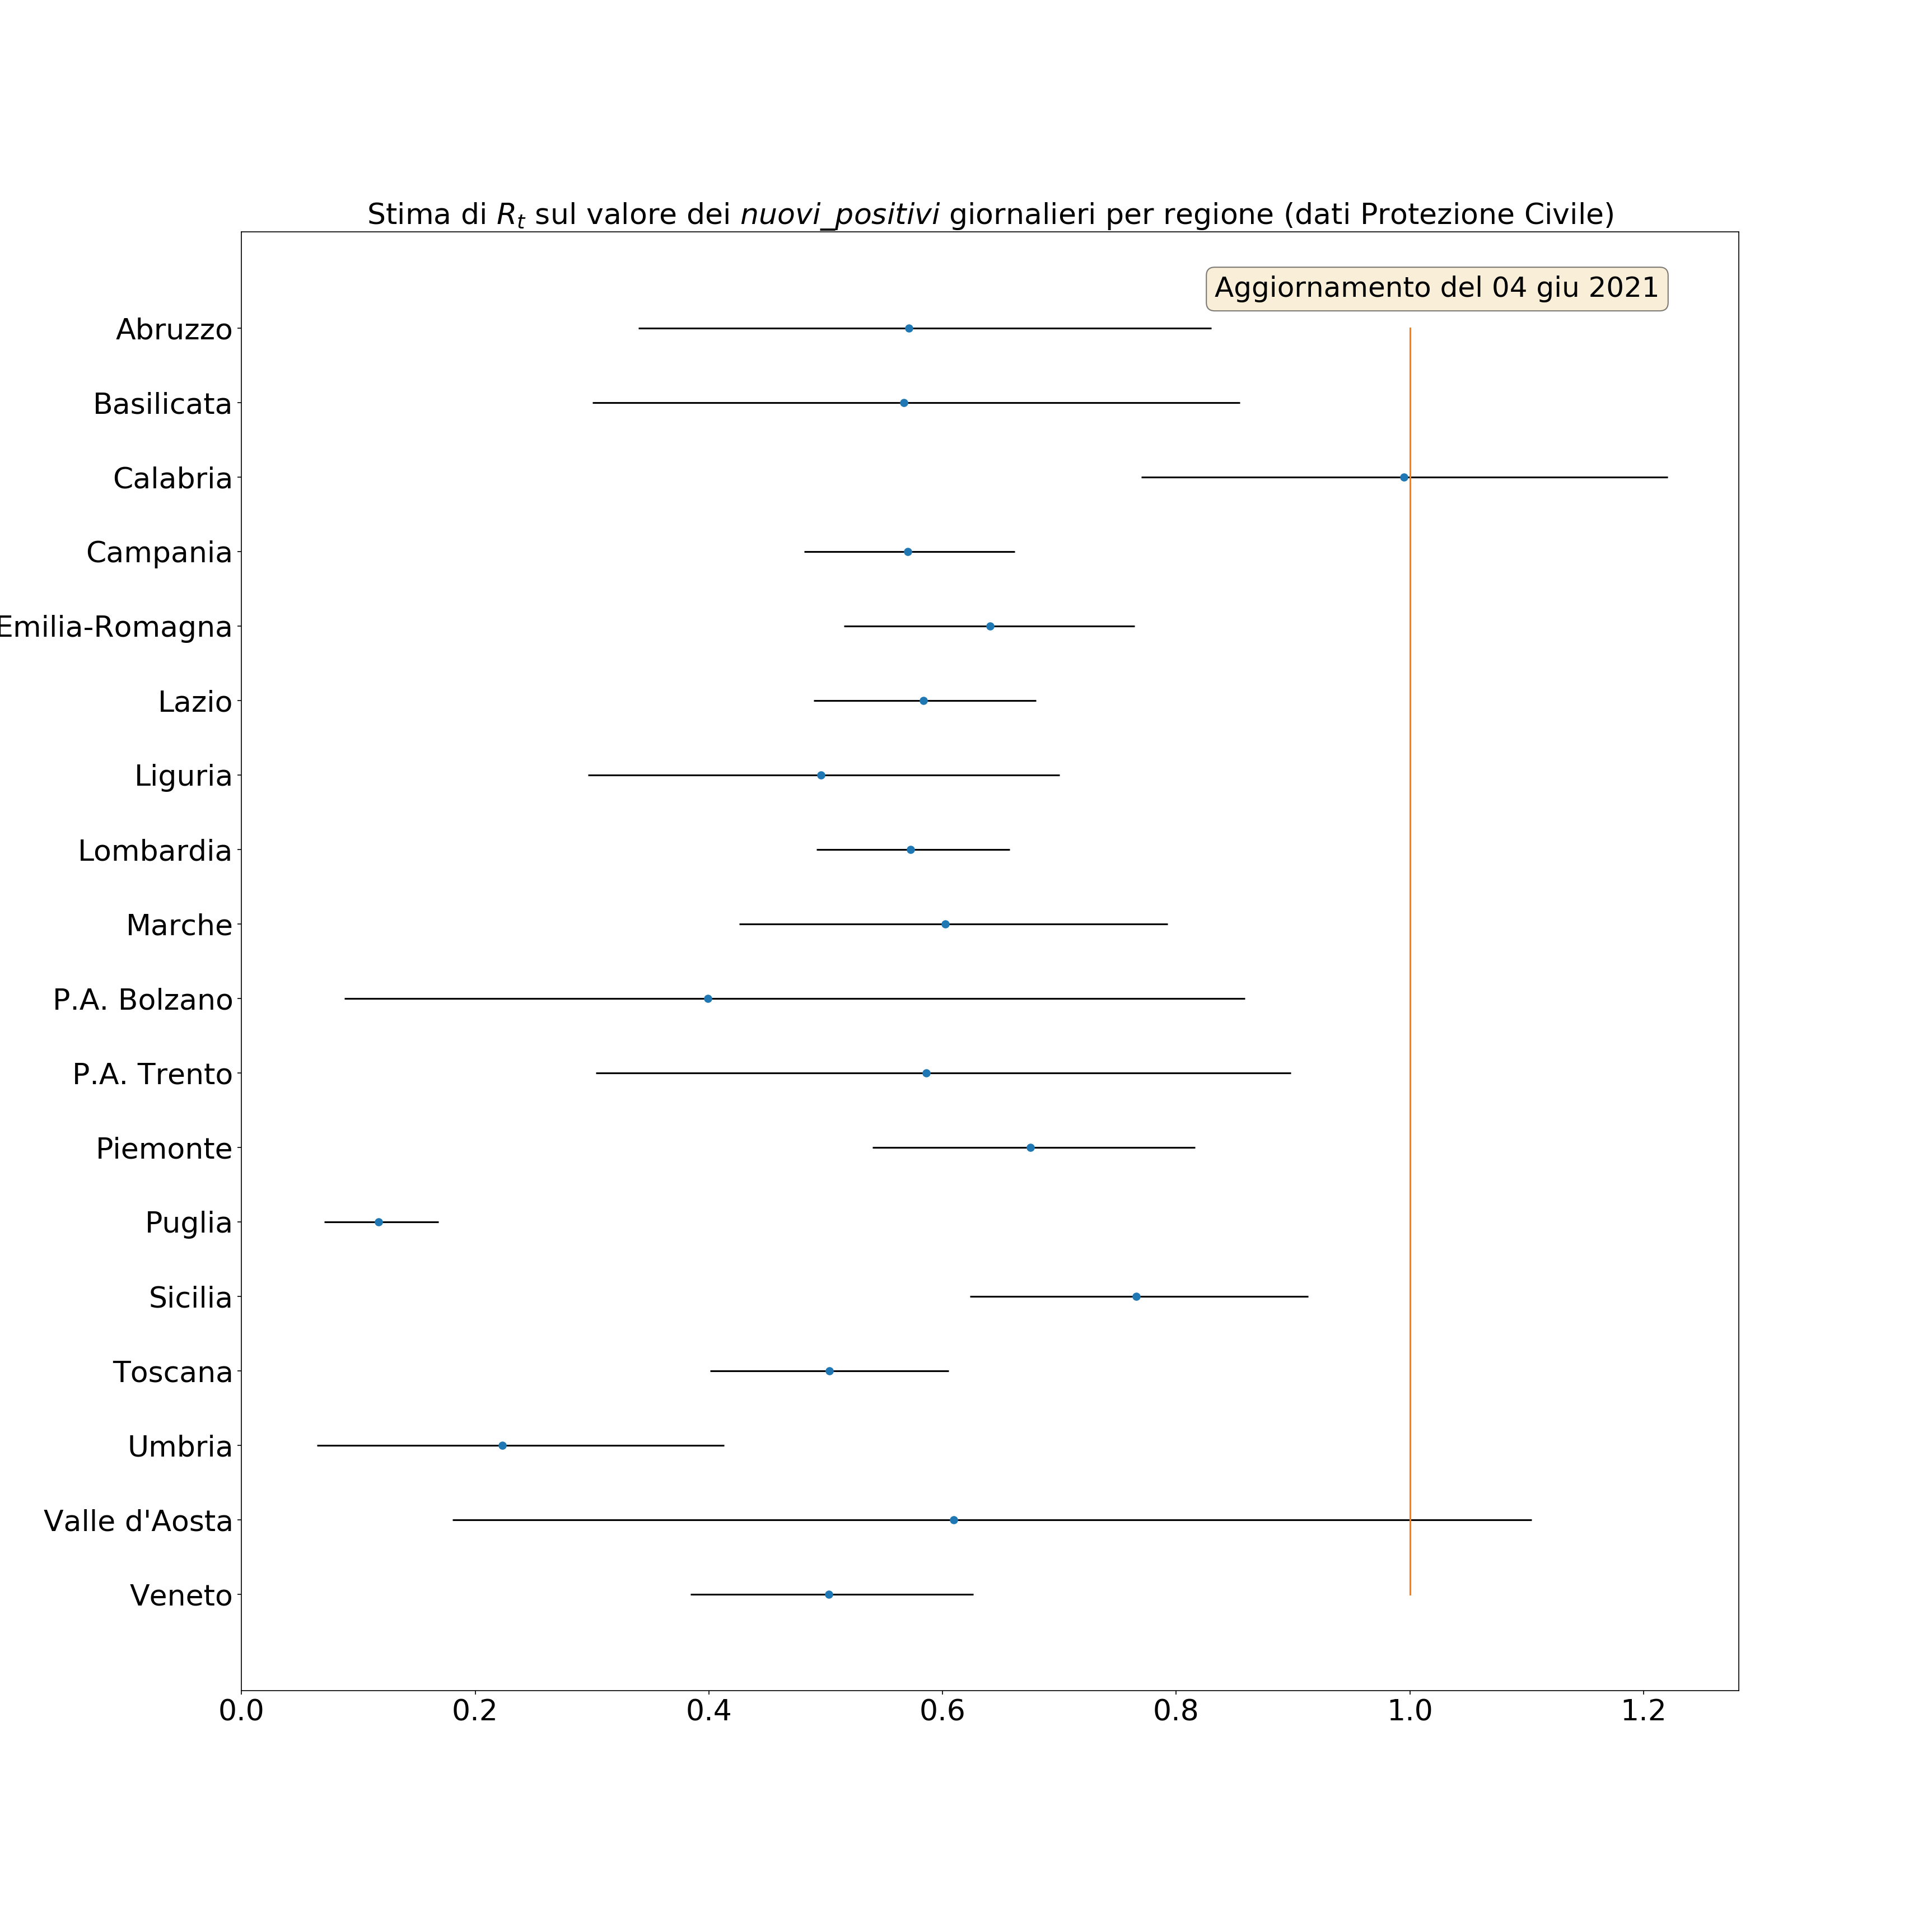 Stima di Rt sul valore dei nuovi_positivi giornalieri per regione (dati Protezione Civile)
Aggiornamento del 04 giu 2021
Abruzzo
Basilicata
Calabria
Campania
Emilia-Romagna
Lazio
Liguria
Lombardia
Marche
P.A. Bolzano
P.A. Trento
Piemonte
Puglia
Sicilia
Toscana
Umbria
Valle d'Aosta
Veneto
0.0 0.2 0.4 0.6 0.8 1.0 1.2